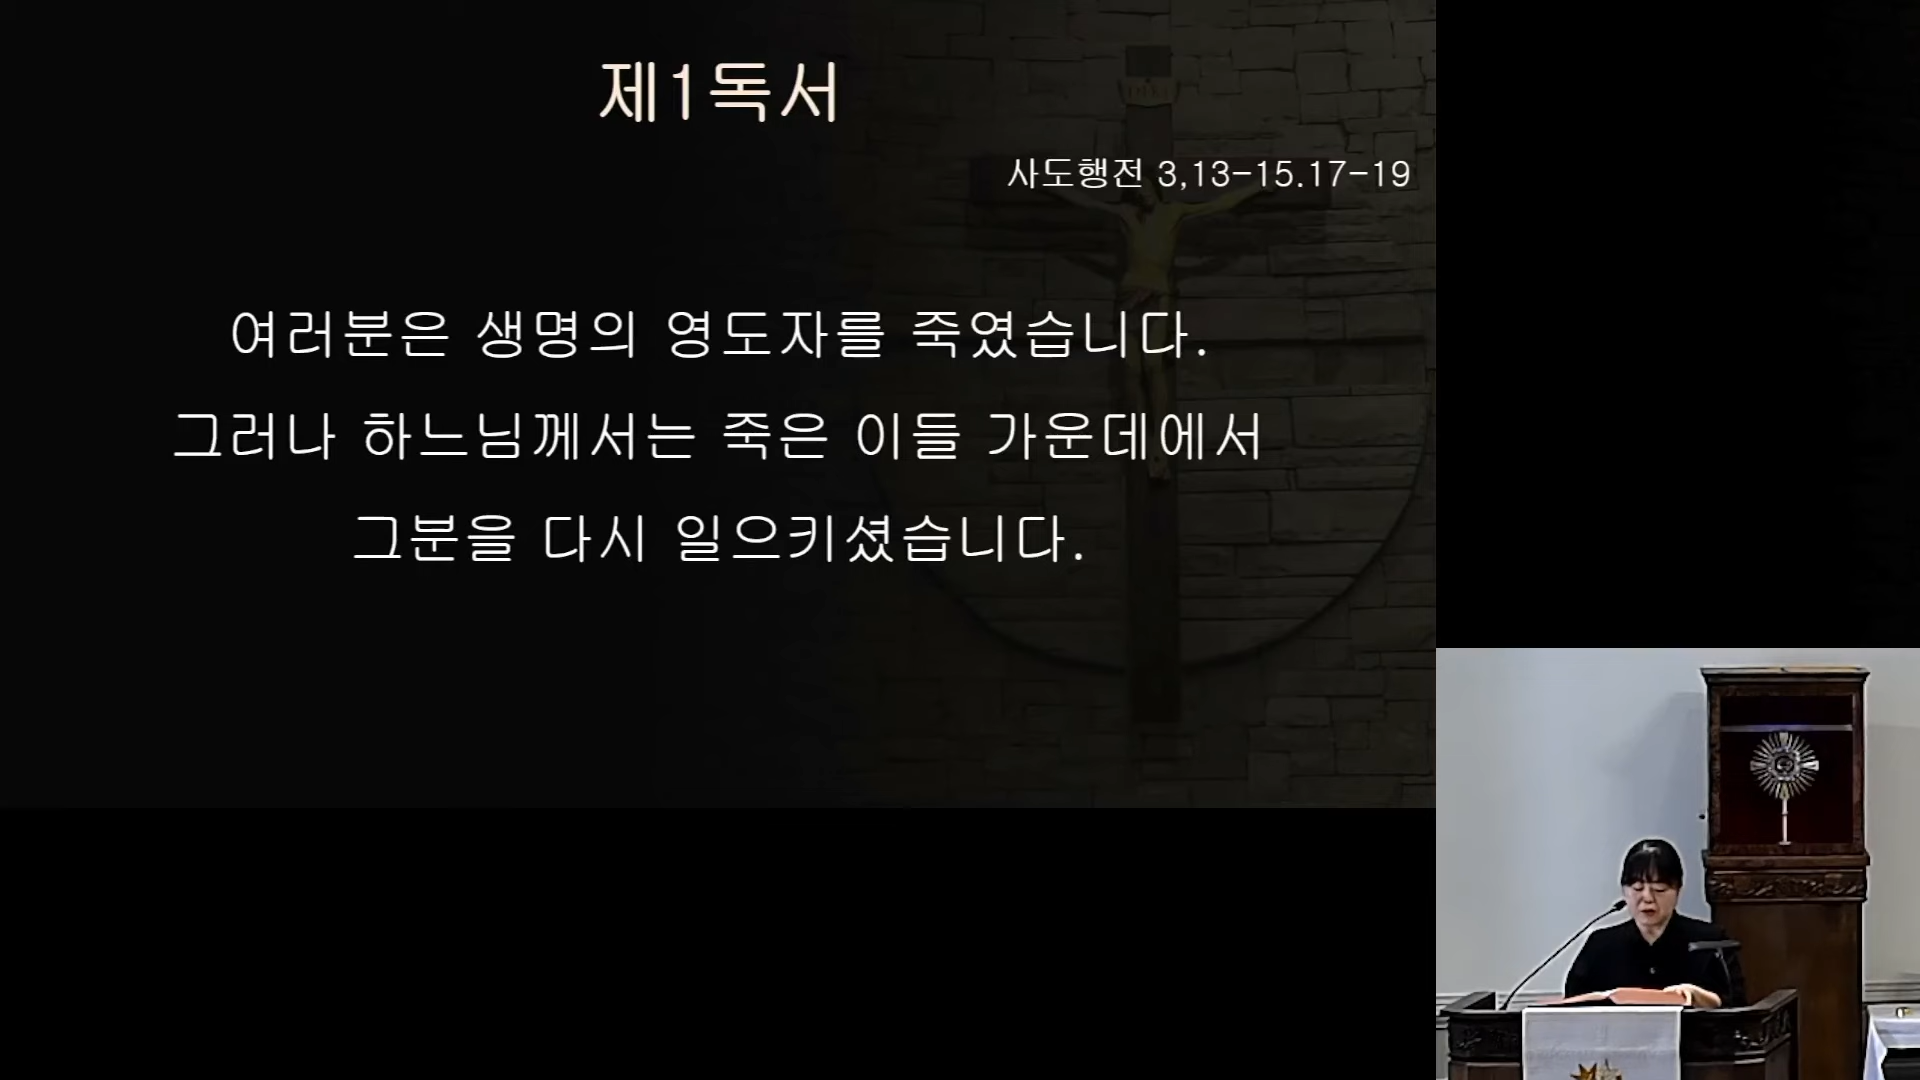 제1독서
사도행전 3,13-15.17-19
여러분은 생명의 영도자를 죽였습니다.
그러나 하느님께서는 죽은 이들 가운데에서
그분을 다시 일으키셨습니다.